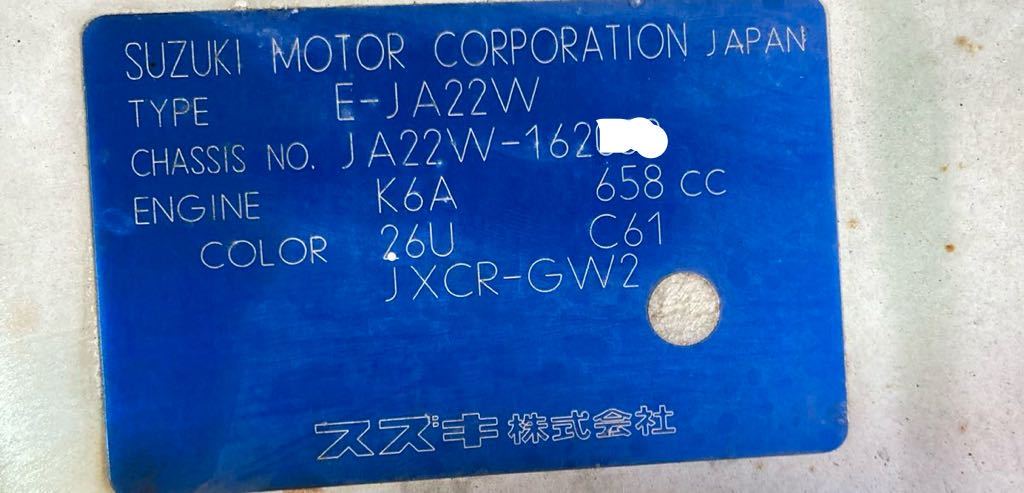 SUZUKI MOTOR CORPORATION JAPAN
TYPE E-JA22W
CHASSIS NO. JA22W-162
ENGINE K6A 658 CC
COLOR 26U C61
JXCR-GW2
スズキ株式会社